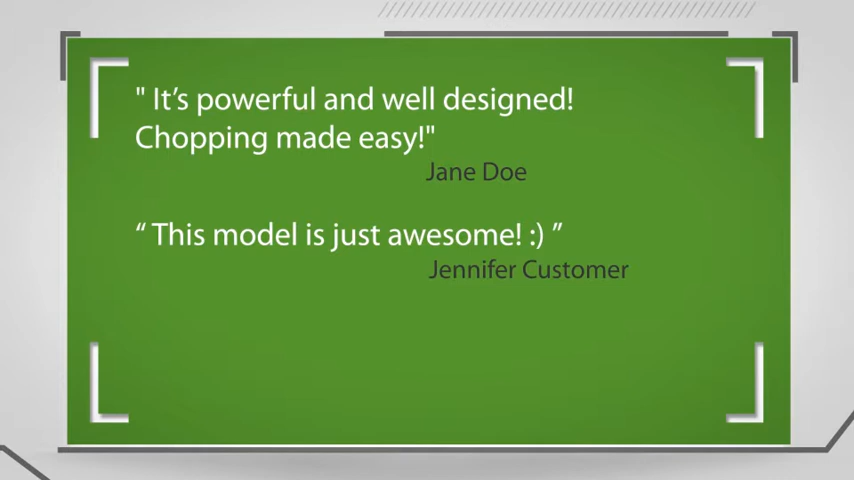 " It’s powerful and well designed!
Chopping made easy!"
Jane Doe
“ This model is just awesome! :) ”
Jennifer Customer